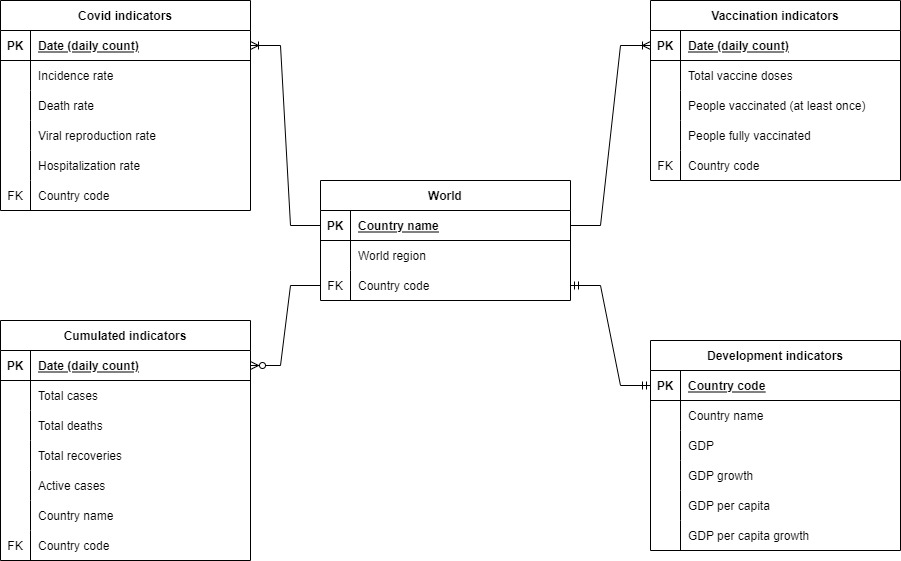 Covid indicators
PK Date (daily count)
Incidence rate
Death rate
Viral reproduction rate
Hospitalization rate
FK Country code
Vaccination indicators
PK Date (daily count)
Total vaccine doses
People vaccinated (at least once)
People fully vaccinated
FK Country code
World
PK Country name
World region
FK Country code
Cumulated indicators
PK Date (daily count)
Total cases
Total deaths
Total recoveries
Active cases
Country name
FK Country code
Development indicators
PK Country code
Country name
GDP
GDP growth
GDP per capita
GDP per capita growth